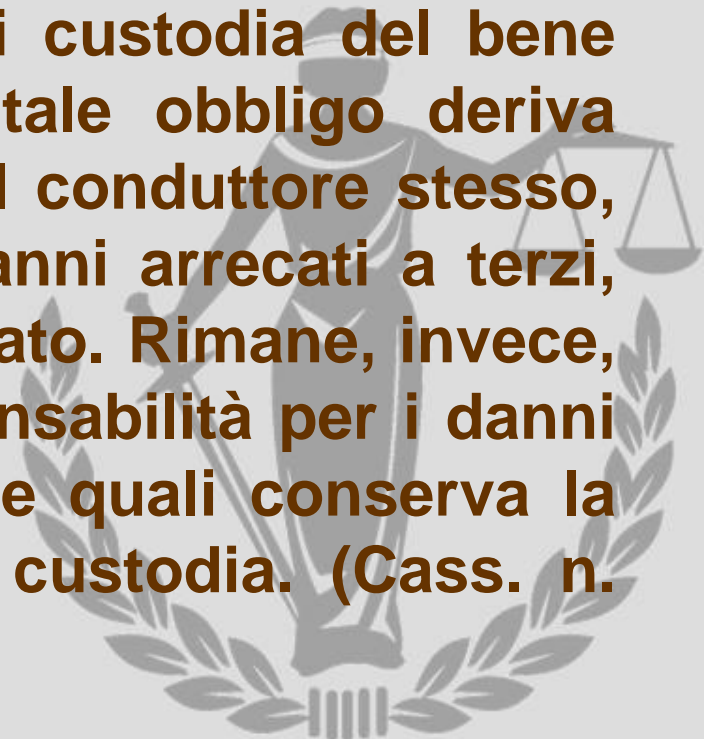 i custodia del bene
tale obbligo deriva
l conduttore stesso,
anni arrecati a terzi,
ato. Rimane, invece,
nsabilità per i danni
e quali conserva la
custodia. (Cass. n.